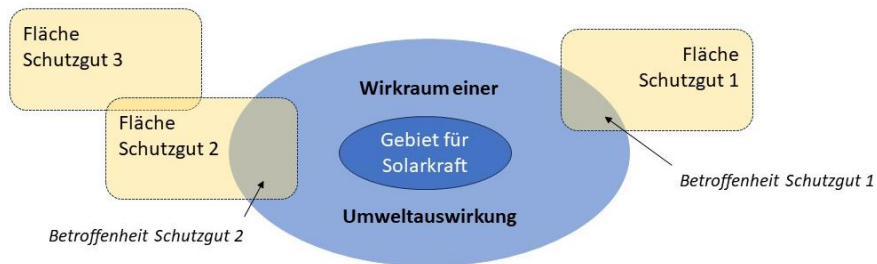 Fläche
Schutzgut 3
Fläche
Schutzgut 1
Wirkraum einer
Fläche
Schutzgut 2
Gebiet für
Solarkraft
Betroffenheit Schutzgut 1
Umweltauswirkung
Betroffenheit Schutzgut 2